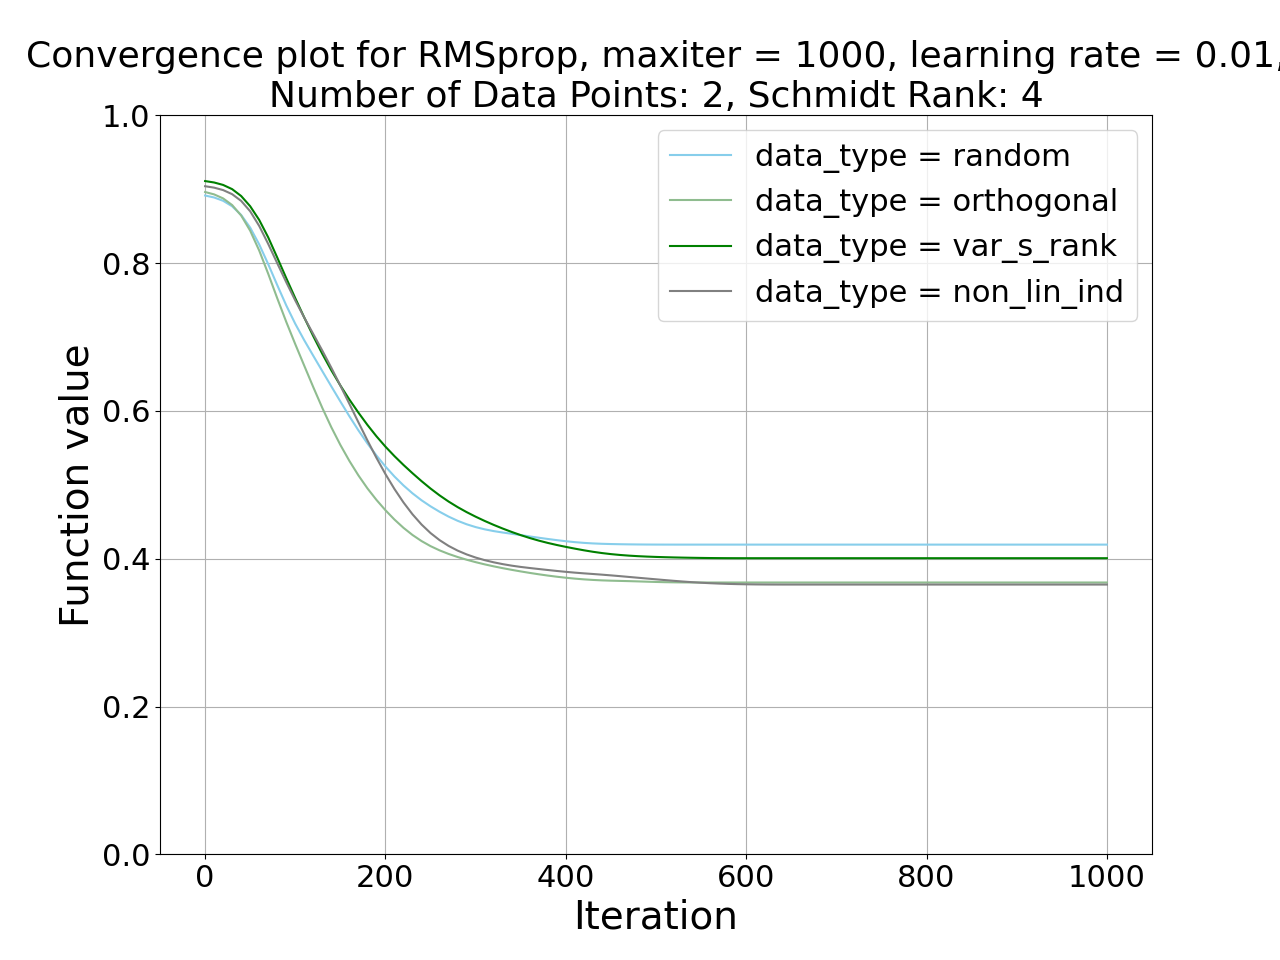 Convergence plot for RMSprop, maxiter = 1000, learning rate = 0.01,
Number of Data Points: 2, Schmidt Rank: 4
1.0
0.8
0.6
0.4
0.2
0.0
Function value
data_type = random
data_type = orthogonal
data_type = var_s_rank
data_type = non_lin_ind
0 200 400 600 800 1000
Iteration